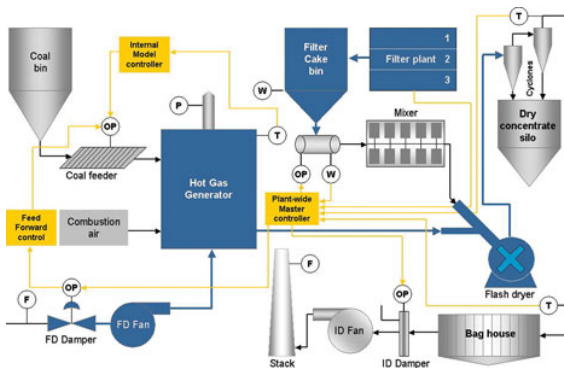 Coal
bin
Internal
Model
controller
OP
Coal feeder
P
T
Hot Gas
Generator
Feed
Forward
control
Combustion
air
F
OP
FD Damper
FD Fan
W
Filter
Cake
bin
1
Filter plant 2
3
Mixer
OP
W
Plant-wide
Master
controller
T
Cyclones
Dry
concentrate
silo
Flash dryer
F
Stack
ID Fan
OP
ID Damper
Bag house
T